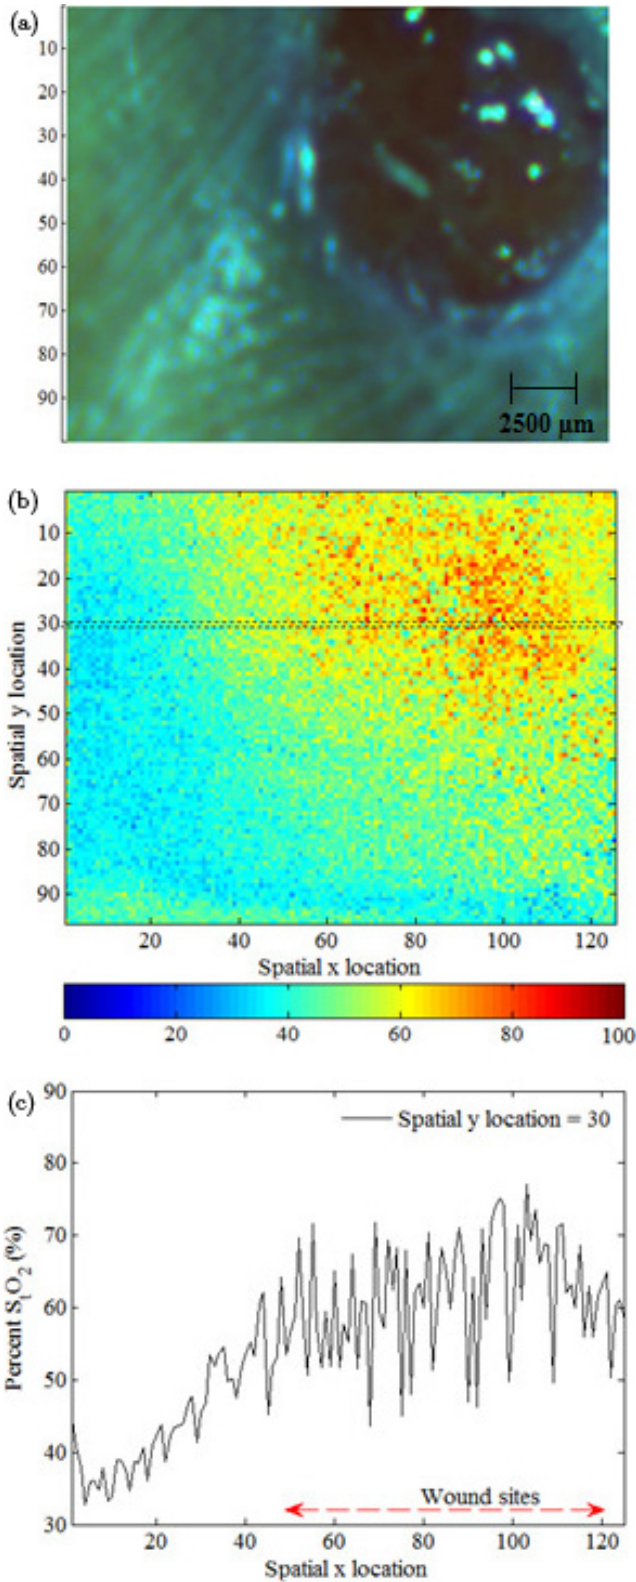 (a)
10
20
30
40
50
60
70
80
90
2500 μm
(b)
10
20
30
40
50
60
70
80
90
Spatial y location
20 40 60 80 100 120
Spatial x location
0 20 40 60 80 100
(c)
90
80
70
60
50
40
30
Percent StO2 (%)
Spatial y location = 30
Wound sites
20 40 60 80 100 120
Spatial x location